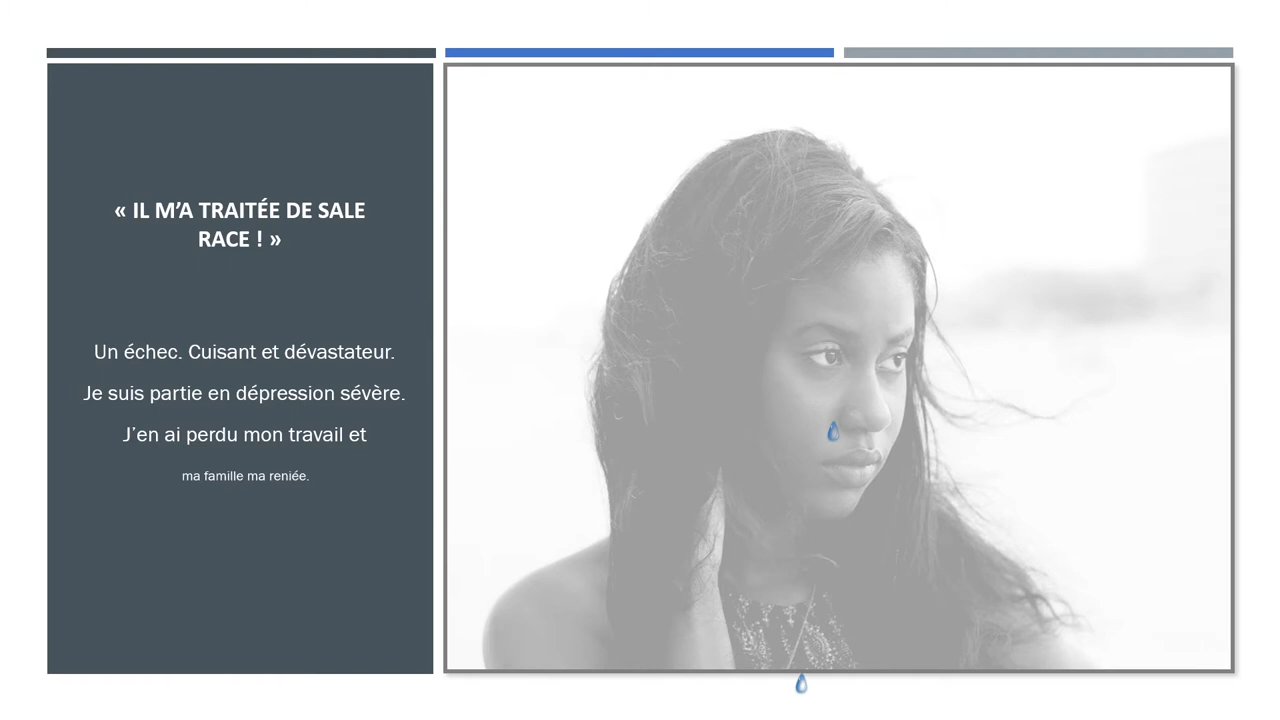 « IL M’A TRAITÉE DE SALE
RACE ! »
Un échec. Cuisant et dévastateur.
Je suis partie en dépression sévère.
J’en ai perdu mon travail et
ma famille ma reniée.